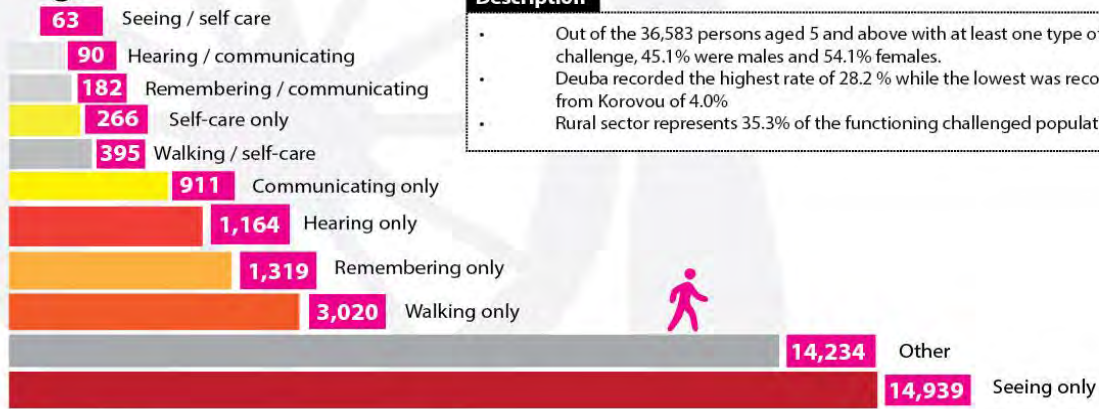 63 Seeing / self care
90 Hearing / communicating
182 Remembering / communicating
266 Self-care only
395 Walking / self-care
911 Communicating only
1,164 Hearing only
1,319 Remembering only
3,020 Walking only
14,234 Other
14,939 Seeing only
Description
• Out of the 36,583 persons aged 5 and above with at least one type of
challenge, 45.1% were males and 54.1% females.
• Deuba recorded the highest rate of 28.2 % while the lowest was
from Korovou of 4.0%
• Rural sector represents 35.3% of the functioning challenged